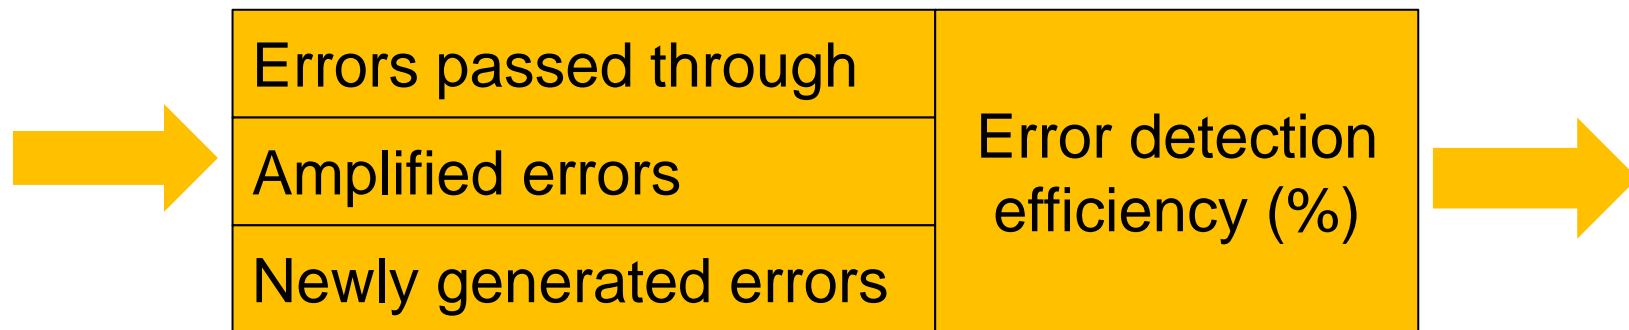 Errors passed through
Amplified errors
Newly generated errors
Error detection
efficiency (%)